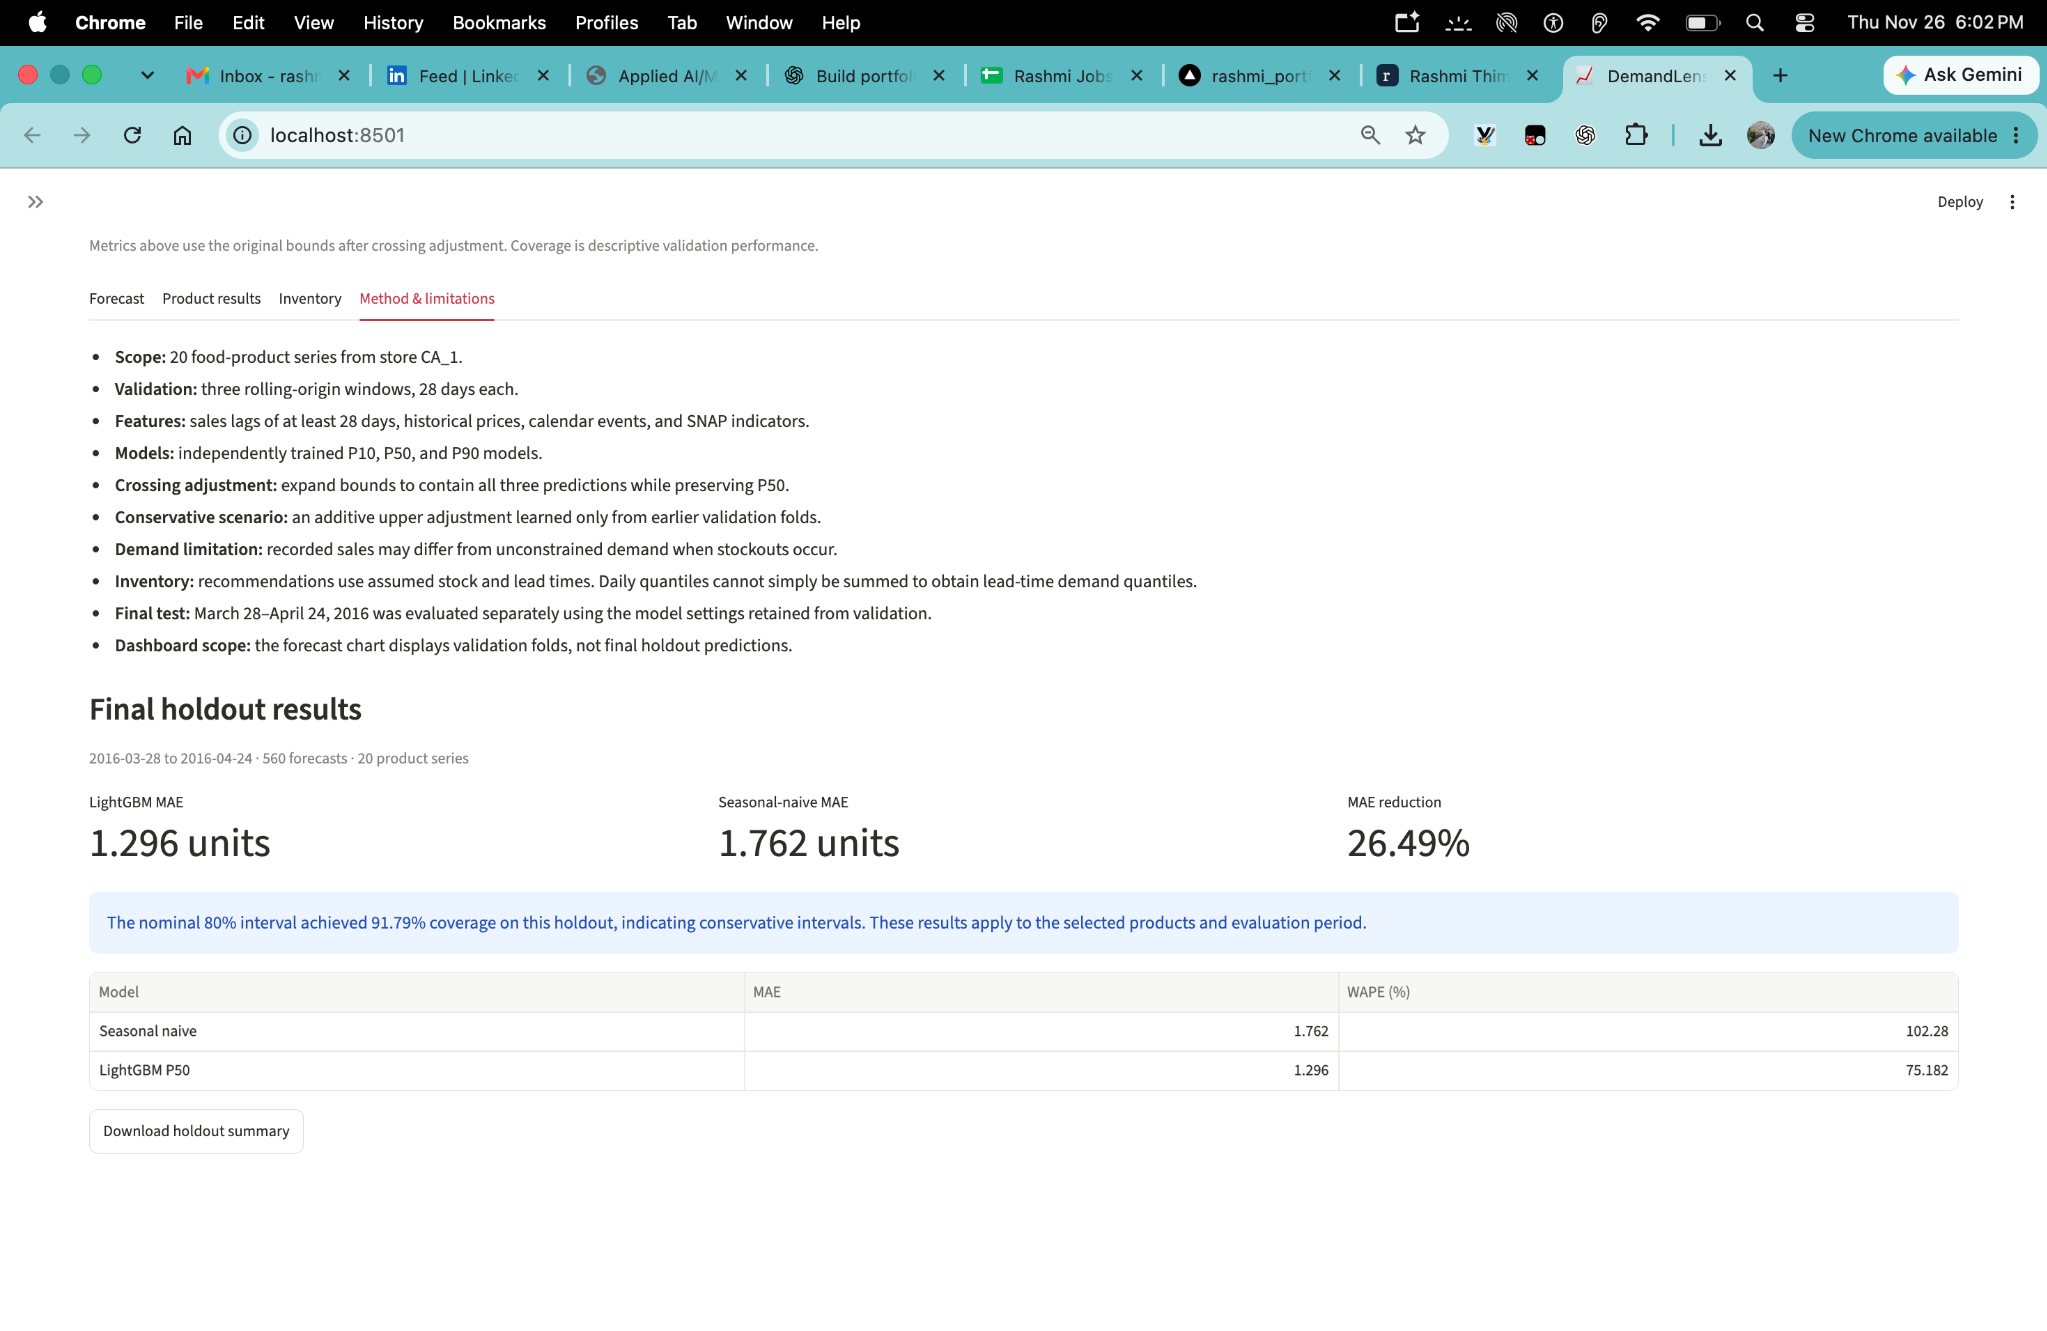 Chrome File Edit View History Bookmarks Profiles Tab Window Help Thu Nov 26 6:02 PM
Inbox - rashr Feed | Linke Applied AI/M Build portfol Rashmi Jobs rashmi_port Rashmi Thim DemandLens Ask Gemini
localhost:8501 New Chrome available
Deploy
Metrics above use the original bounds after crossing adjustment. Coverage is descriptive validation performance.
Forecast Product results Inventory Method & limitations
• Scope: 20 food-product series from store CA_1.
• Validation: three rolling-origin windows, 28 days each.
• Features: sales lags of at least 28 days, historical prices, calendar events, and SNAP indicators.
• Models: independently trained P10, P50, and P90 models.
• Crossing adjustment: expand bounds to contain all three predictions while preserving P50.
• Conservative scenario: an additive upper adjustment learned only from earlier validation folds.
• Demand limitation: recorded sales may differ from unconstrained demand when stockouts occur.
• Inventory: recommendations use assumed stock and lead times. Daily quantiles cannot simply be summed to obtain lead-time demand quantiles.
• Final test: March 28–April 24, 2016 was evaluated separately using the model settings retained from validation.
• Dashboard scope: the forecast chart displays validation folds, not final holdout predictions.
Final holdout results
2016-03-28 to 2016-04-24 · 560 forecasts · 20 product series
LightGBM MAE Seasonal-naive MAE MAE reduction
1.296 units 1.762 units 26.49%
The nominal 80% interval achieved 91.79% coverage on this holdout, indicating conservative intervals. These results apply to the selected products and evaluation period.
Model MAE WAPE (%)
Seasonal naive 1.762 102.28
LightGBM P50 1.296 75.182
Download holdout summary